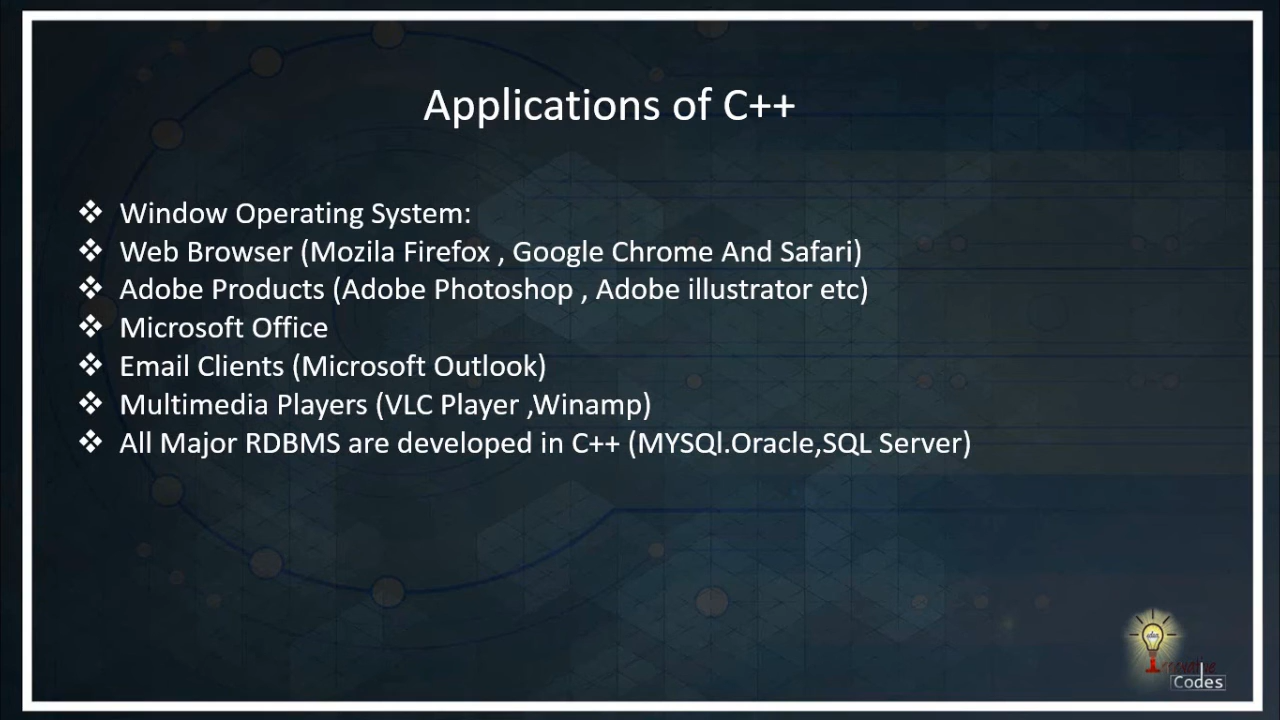 Applications of C++
❖ Window Operating System:
❖ Web Browser (Mozila Firefox , Google Chrome And Safari)
❖ Adobe Products (Adobe Photoshop , Adobe illustrator etc)
❖ Microsoft Office
❖ Email Clients (Microsoft Outlook)
❖ Multimedia Players (VLC Player ,Winamp)
❖ All Major RDBMS are developed in C++ (MYSQl.Oracle,SQL Server)
Codes